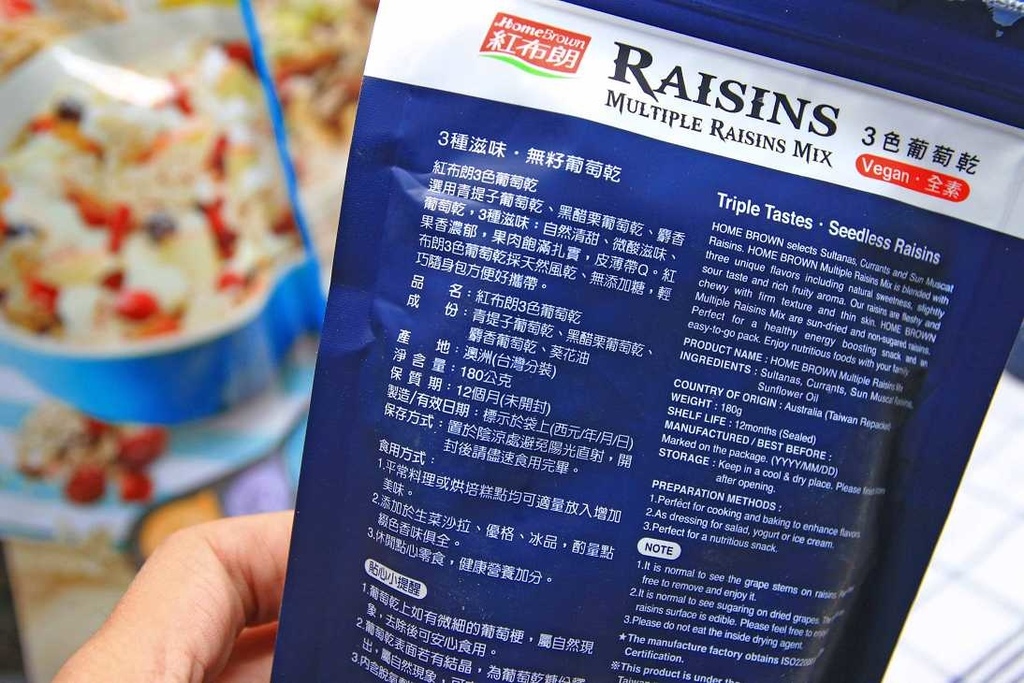 HomeBrown
紅布朗
RAISINS
MULTIPLE RAISINS MIX
3色葡萄乾
Vegan・全素
3種滋味・無籽葡萄乾
紅布朗3色葡萄乾
選用青提子葡萄乾、黑醋栗葡萄乾、麝香
葡萄乾,3種滋味:自然清甜、微酸滋味、
果香濃郁,果肉飽滿扎實,皮薄帶Q。紅
布朗3色葡萄乾採天然風乾、無添加糖,輕
巧隨身包方便好攜帶。
品 名:紅布朗3色葡萄乾
成 份:青提子葡萄乾、黑醋栗葡萄乾、
麝香葡萄乾、葵花油
產 地:澳洲(台灣分裝)
淨含量:180公克
保質期:12個月(未開封)
製造/有效日期:標示於袋上(西元/年/月/日)
保存方式:置於陰涼處避免陽光直射,開
封後請儘速食用完畢。
食用方式:
1.平常料理或烘培糕點均可適量放入增加
美味。
2.添加於生菜沙拉、優格、冰品,酌量點
綴色香味俱全。
3.休閒點心零食,健康營養加分。
貼心小提醒
1.葡萄乾上如有微細的葡萄梗,屬自然現
象,去除後可安心食用。
2.葡萄乾表面若有結晶,為葡萄乾糖份釋
出,屬自然現象,可
3.內含脫氧劑
Triple Tastes・Seedless Raisins
HOME BROWN selects Sultanas, Currants and Sun Muscat
Raisins. HOME BROWN Multiple Raisins Mix is blended with
three unique flavors including natural sweetness, slightly
sour taste and rich fruity aroma. Our raisins are fleshy and
chewy with firm texture and thin skin. HOME BROWN
Multiple Raisins Mix are sun-dried and non-sugared raisins.
Perfect for a healthy energy boosting snack and an
easy-to-go pack. Enjoy nutritious foods with your family.
PRODUCT NAME : HOME BROWN Multiple Raisins
INGREDIENTS : Sultanas, Currants, Sun Muscat Raisins,
Sunflower Oil
COUNTRY OF ORIGIN : Australia (Taiwan Repacked)
WEIGHT : 180g
SHELF LIFE : 12months (Sealed)
MANUFACTURED / BEST BEFORE :
Marked on the package. (YYYY/MM/DD)
STORAGE : Keep in a cool & dry place. Please
after opening.
PREPARATION METHODS :
1.Perfect for cooking and baking to enhance flavors.
2.As dressing for salad, yogurt or ice cream.
3.Perfect for a nutritious snack.
NOTE
1.It is normal to see the grape stems on raisins.
free to remove and enjoy it.
2.It is normal to see sugaring on dried grapes. The
raisins surface is edible. Please feel free to enjoy
3.Please do not eat the inside drying agent.
★The manufacture factory obtains ISO22000
Certification.
※This product is under
Taiwan